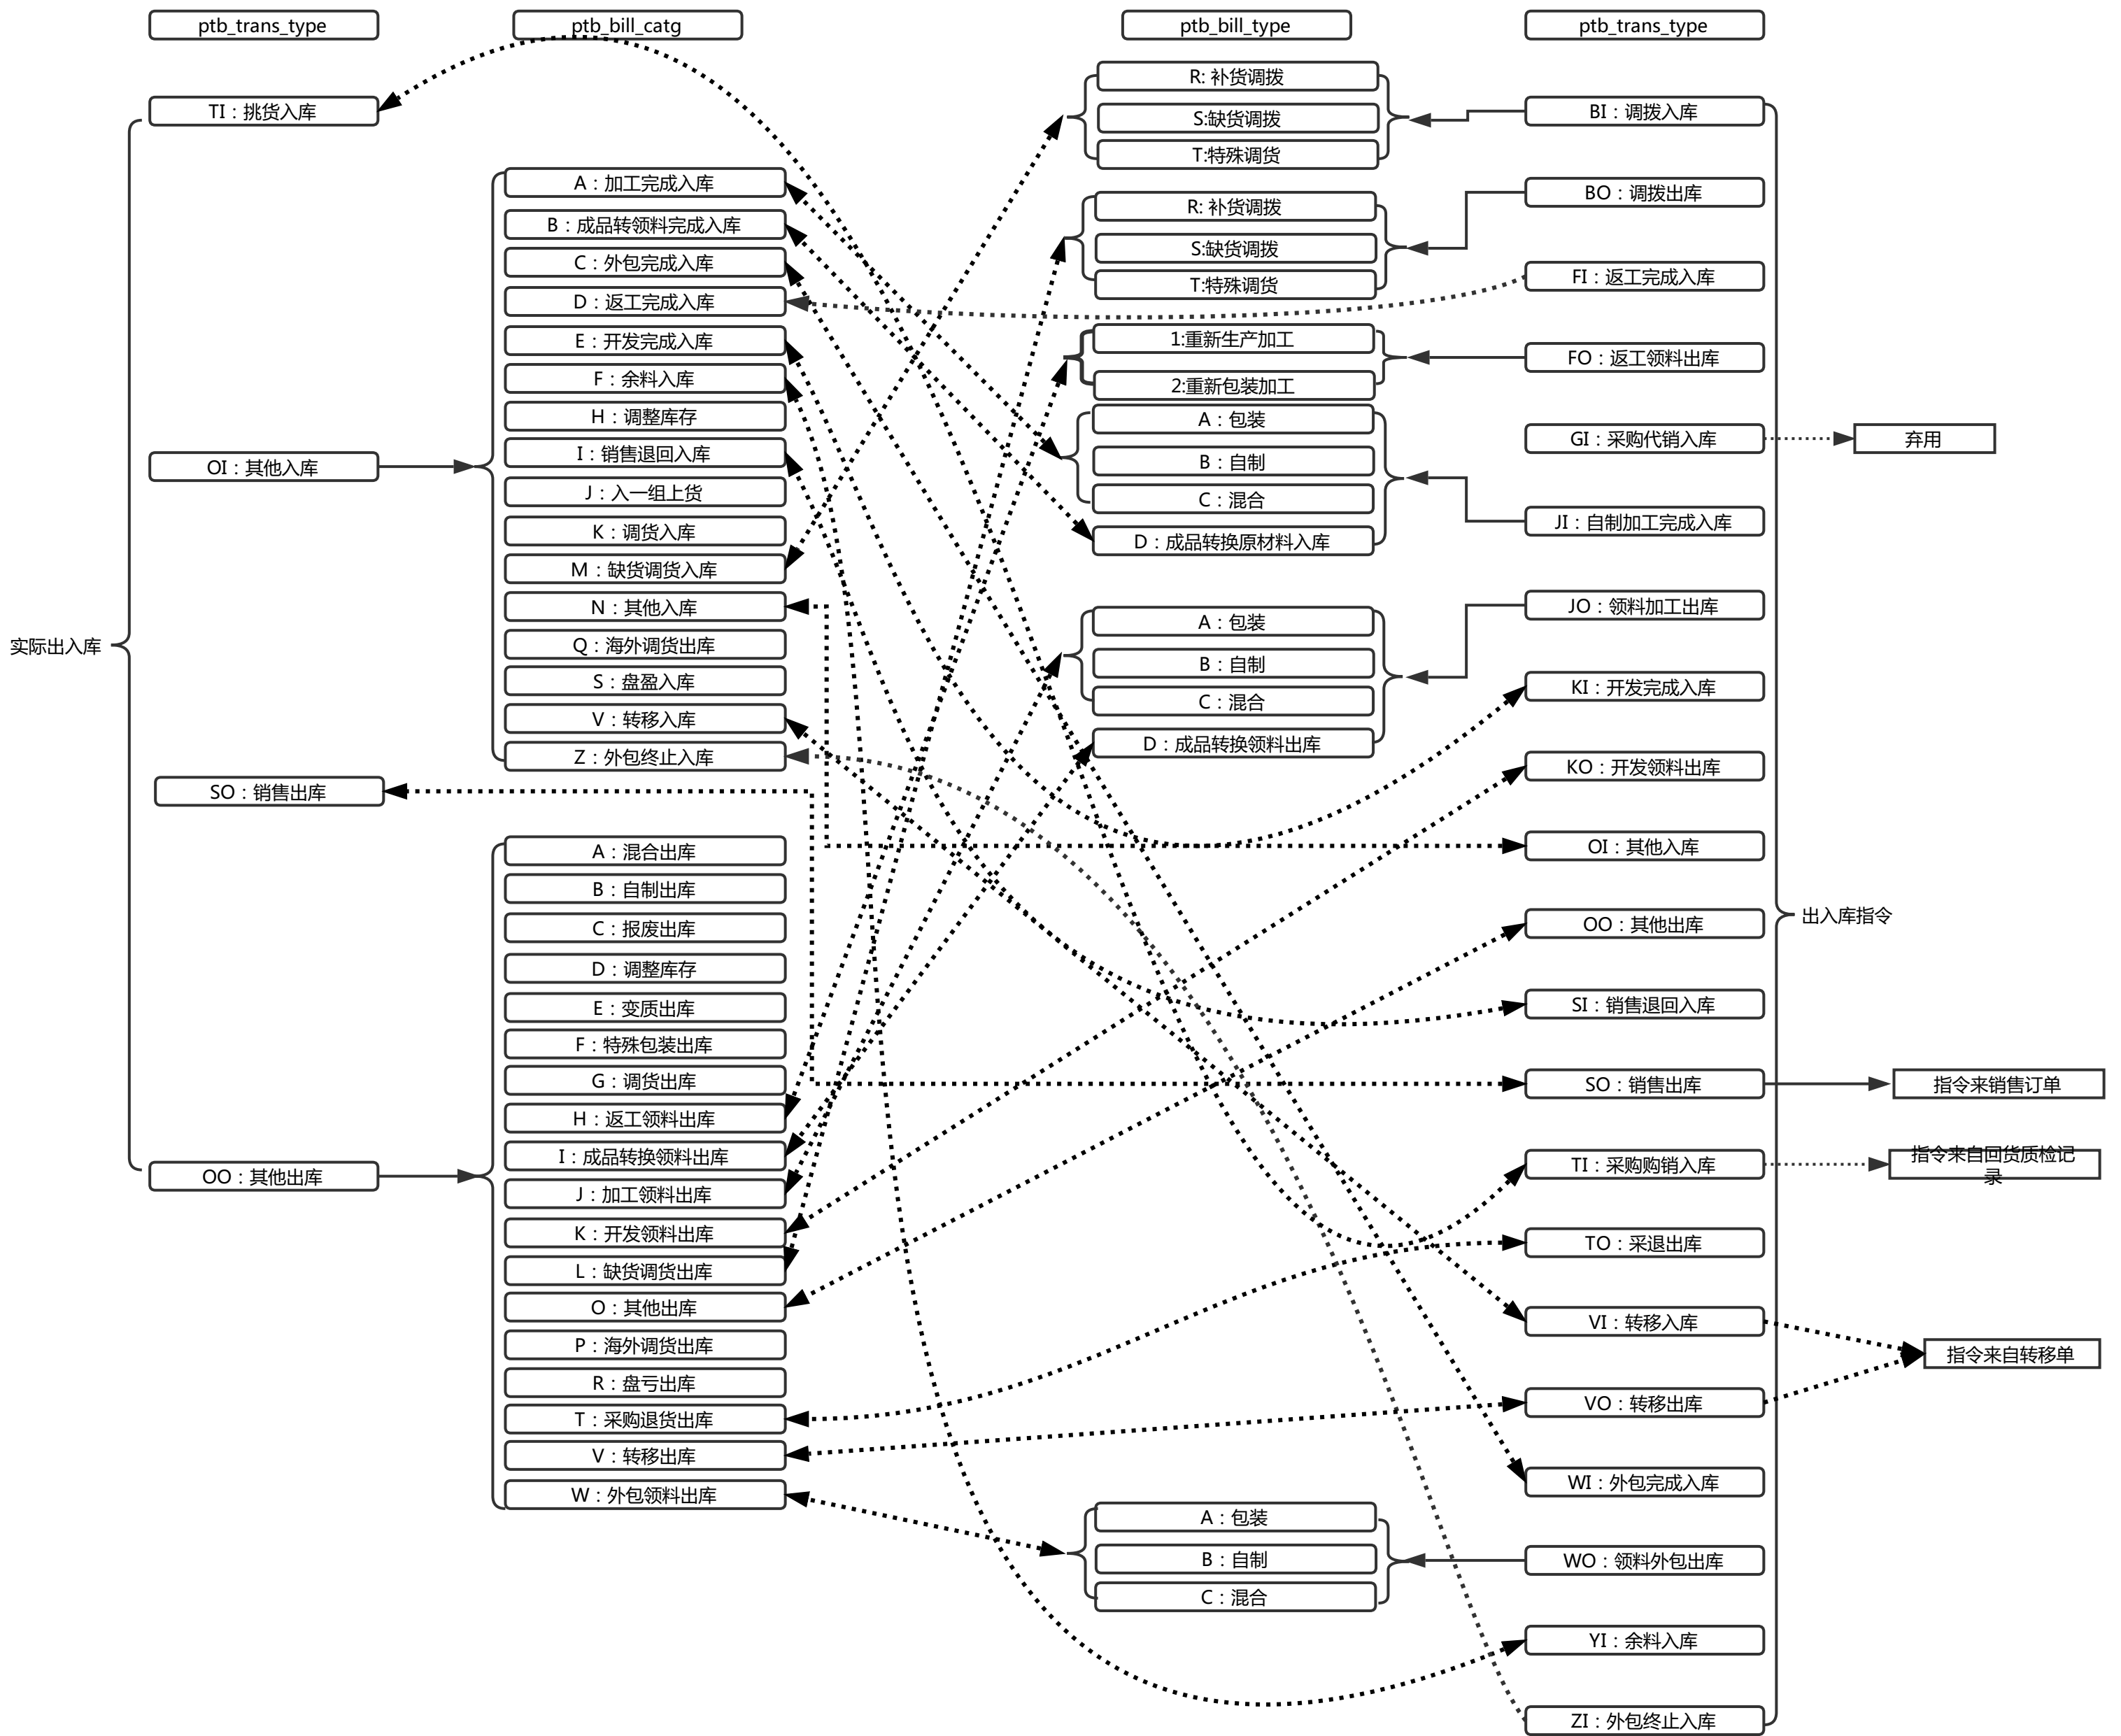 ptb_trans_type
ptb_bill_catg
ptb_bill_type
ptb_trans_type
实际出入库
TI：挑货入库
OI：其他入库
SO：销售出库
OO：其他出库
A：加工完成入库
B：成品转领料完成入库
C：外包完成入库
D：返工完成入库
E：开发完成入库
F：余料入库
H：调整库存
I：销售退回入库
J：入一组上货
K：调货入库
M：缺货调货入库
N：其他入库
Q：海外调货出库
S：盘盈入库
V：转移入库
Z：外包终止入库
A：混合出库
B：自制出库
C：报废出库
D：调整库存
E：变质出库
F：特殊包装出库
G：调货出库
H：返工领料出库
I：成品转换领料出库
J：加工领料出库
K：开发领料出库
L：缺货调货出库
O：其他出库
P：海外调货出库
R：盘亏出库
T：采购退货出库
V：转移出库
W：外包领料出库
R: 补货调拨
S:缺货调拨
T:特殊调货
R: 补货调拨
S:缺货调拨
T:特殊调货
1:重新生产加工
2:重新包装加工
A：包装
B：自制
C：混合
D：成品转换原材料入库
A：包装
B：自制
C：混合
D：成品转换领料出库
A：包装
B：自制
C：混合
BI：调拨入库
BO：调拨出库
FI：返工完成入库
FO：返工领料出库
GI：采购代销入库
JI：自制加工完成入库
JO：领料加工出库
KI：开发完成入库
KO：开发领料出库
OI：其他入库
OO：其他出库
SI：销售退回入库
SO：销售出库
TI：采购购销入库
TO：采退出库
VI：转移入库
VO：转移出库
WI：外包完成入库
WO：领料外包出库
YI：余料入库
ZI：外包终止入库
弃用
出入库指令
指令来销售订单
指令来自回货质检记
录
指令来自转移单